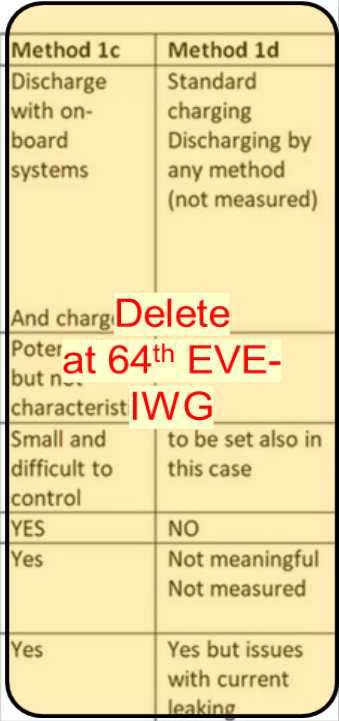 Method 1c Method 1d
Discharge Standard
with on- charging
board Discharging by
systems any method
(not measured)
And charg
Delete
at 64th EVE-
IWG
but
characterist
Small and to be set also in
difficult to this case
control
YES NO
Yes Not meaningful
Not measured
Yes Yes but issues
with current
leaking